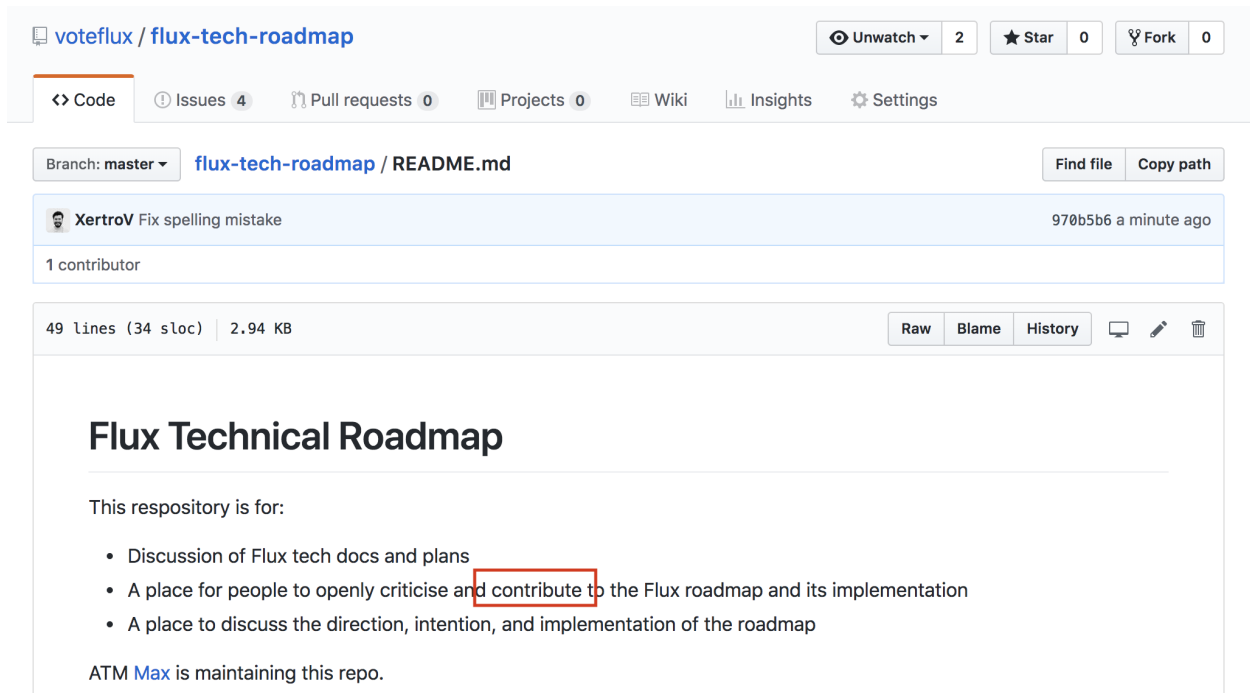 voteflux / flux-tech-roadmap
Unwatch 2 Star 0 Fork 0
Code Issues 4 Pull requests 0 Projects 0 Wiki Insights Settings
Branch: master flux-tech-roadmap / README.md Find file Copy path
XertroV Fix spelling mistake 970b5b6 a minute ago
1 contributor
49 lines (34 sloc) 2.94 KB Raw Blame History
Flux Technical Roadmap
This respository is for:
• Discussion of Flux tech docs and plans
• A place for people to openly criticise and contribute to the Flux roadmap and its implementation
• A place to discuss the direction, intention, and implementation of the roadmap
ATM Max is maintaining this repo.